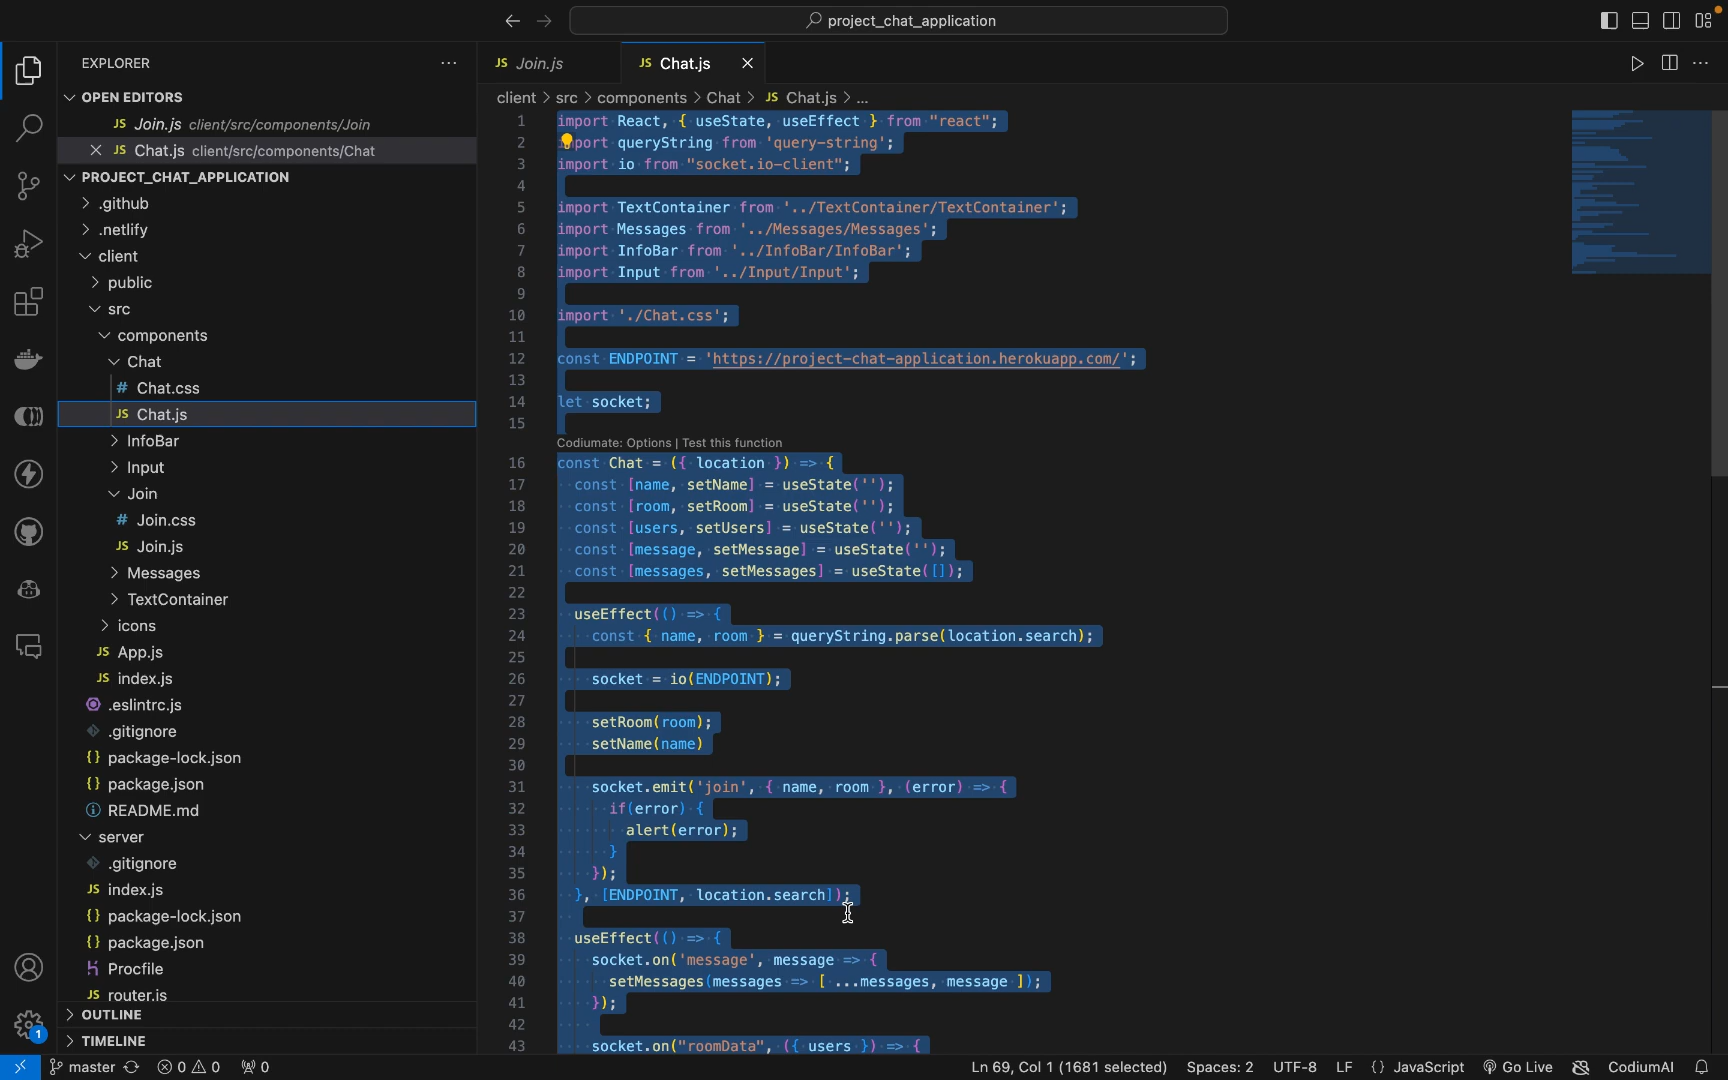 project_chat_application
EXPLORER
OPEN EDITORS
JS Join.js client/src/components/Join
JS Chat.js client/src/components/Chat
PROJECT_CHAT_APPLICATION
.github
.netlify
client
public
src
components
Chat
# Chat.css
JS Chat.js
InfoBar
Input
Join
# Join.css
JS Join.js
Messages
TextContainer
icons
JS App.js
JS index.js
.eslintrc.js
.gitignore
{} package-lock.json
{} package.json
README.md
server
.gitignore
JS index.js
{} package-lock.json
{} package.json
Procfile
JS router.js
OUTLINE
TIMELINE
1
JS Join.js
JS Chat.js
client > src > components > Chat > JS Chat.js > ...
1 import React, { useState, useEffect } from "react";
2 port queryString from 'query-string';
3 import io from "socket.io-client";
4
5 import TextContainer from '../TextContainer/TextContainer';
6 import Messages from '../Messages/Messages';
7 import InfoBar from '../InfoBar/InfoBar';
8 import Input from '../Input/Input';
9
10 import './Chat.css';
11
12 const ENDPOINT = 'https://project-chat-application.herokuapp.com/';
13
14 let socket;
15
Codiumate: Options | Test this function
16 const Chat = ({ location }) => {
17 const [name, setName] = useState('');
18 const [room, setRoom] = useState('');
19 const [users, setUsers] = useState('');
20 const [message, setMessage] = useState('');
21 const [messages, setMessages] = useState([]);
22
23 useEffect(() => {
24 const { name, room } = queryString.parse(location.search);
25
26 socket = io(ENDPOINT);
27
28 setRoom(room);
29 setName(name)
30
31 socket.emit('join', { name, room }, (error) => {
32 if(error) {
33 alert(error);
34 }
35 });
36 }, [ENDPOINT, location.search]);
37
38 useEffect(() => {
39 socket.on('message', message => {
40 setMessages(messages => [ ...messages, message ]);
41 });
42
43 socket.on("roomData", ({ users }) => {
master 0 0 0 Ln 69, Col 1 (1681 selected) Spaces: 2 UTF-8 LF {} JavaScript Go Live CodiumAI